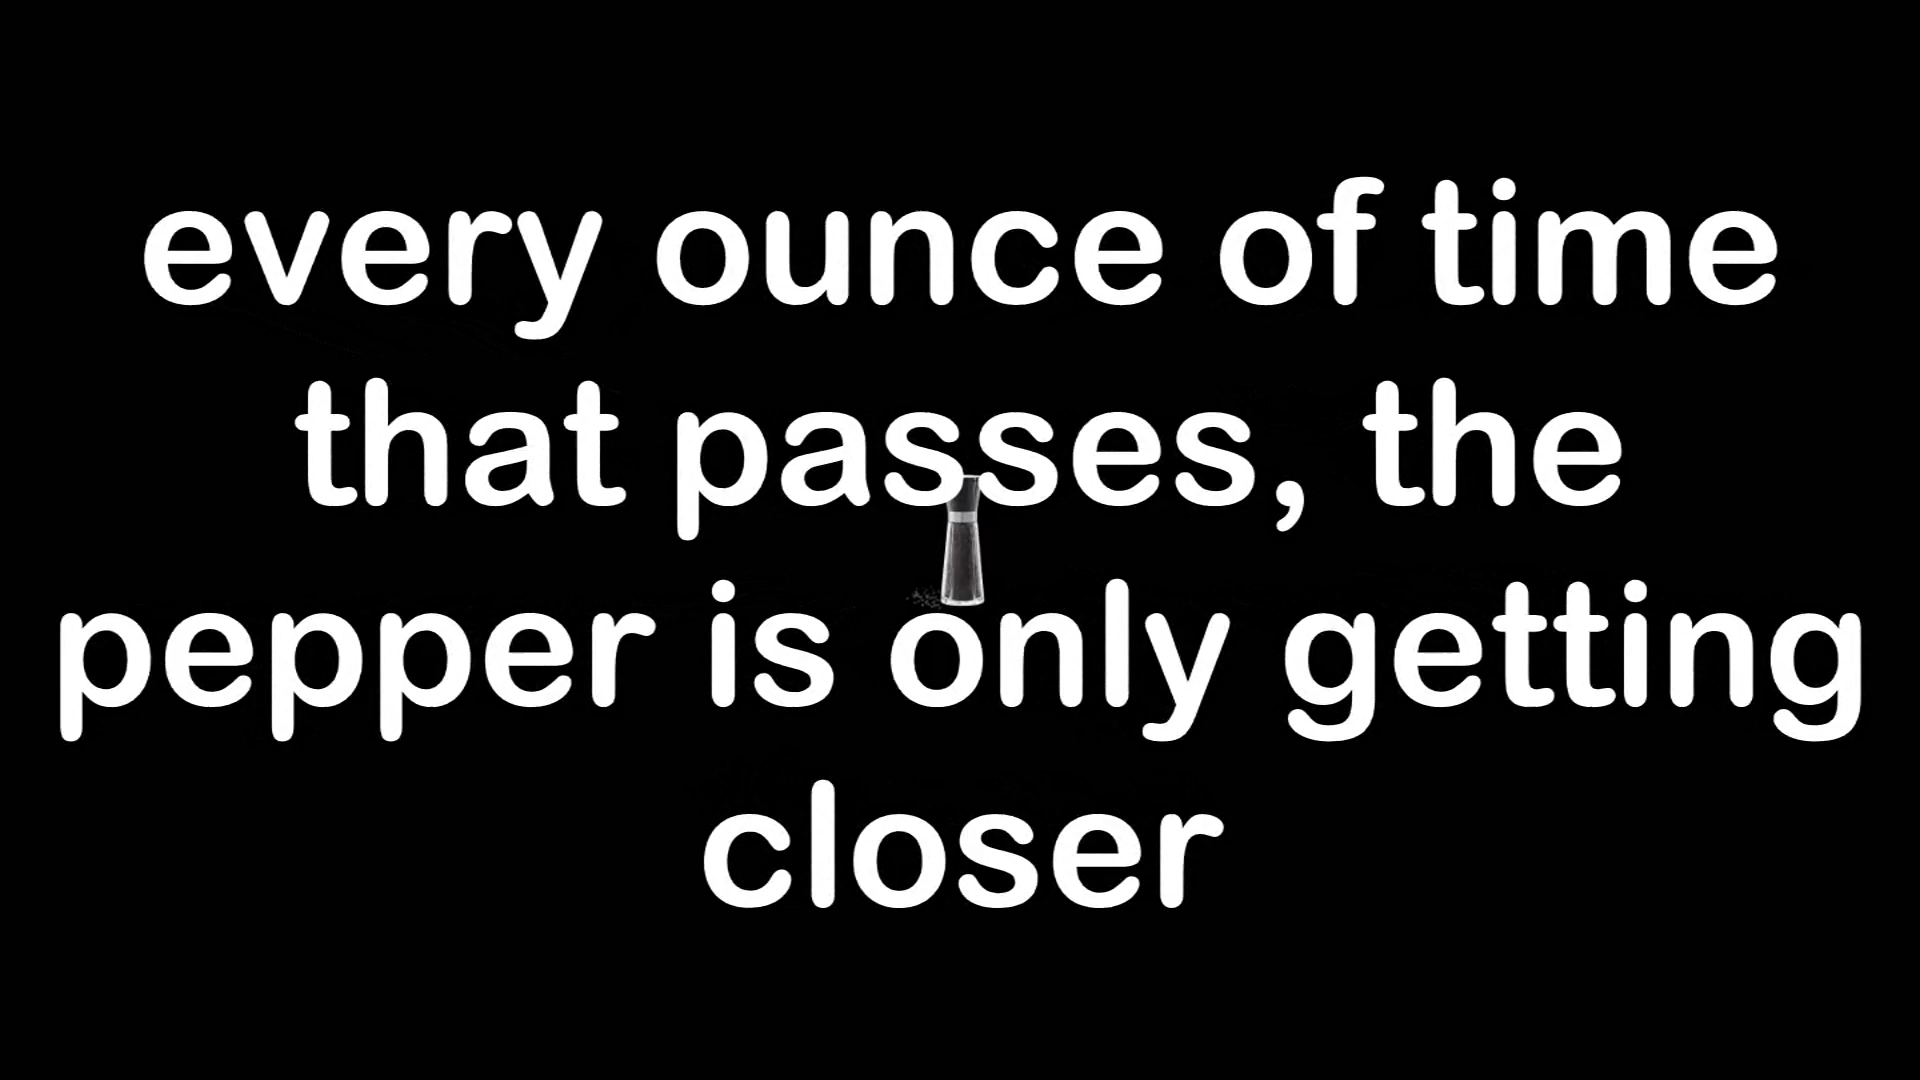 every ounce of time
that passes, the
pepper is only getting
closer